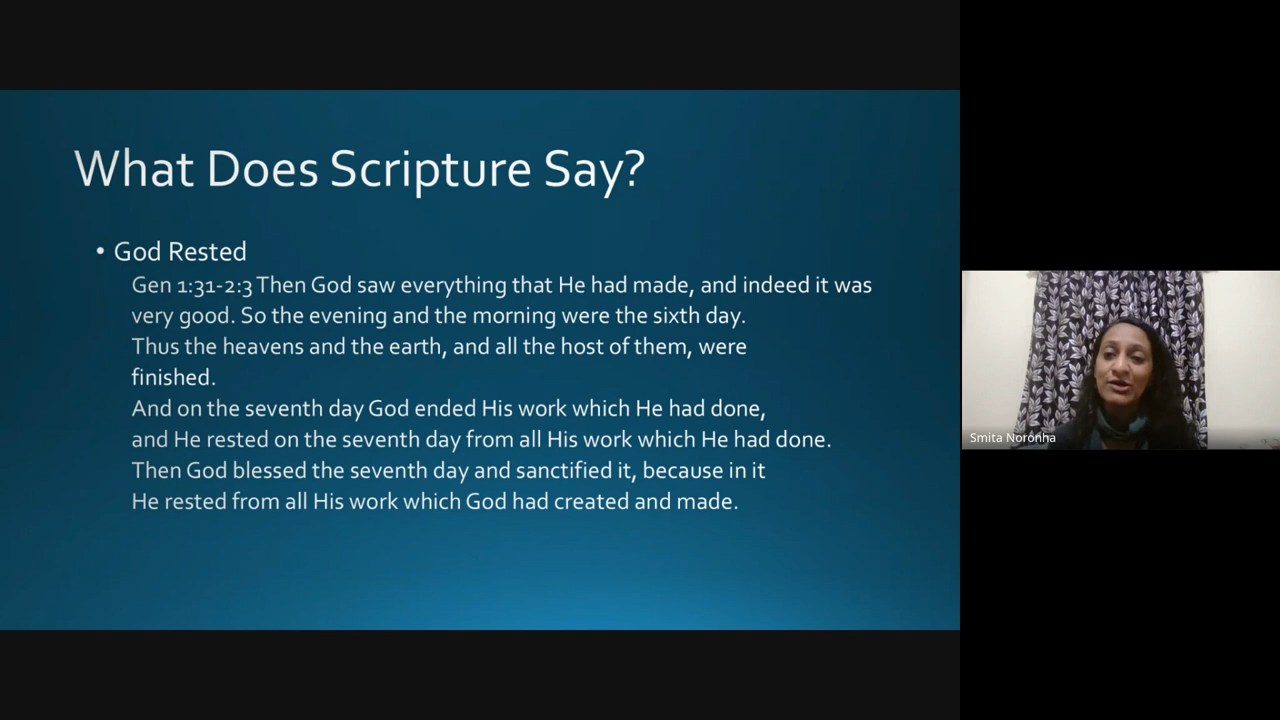 What Does Scripture Say?
• God Rested
Gen 1:31-2:3 Then God saw everything that He had made, and indeed it was
very good. So the evening and the morning were the sixth day.
Thus the heavens and the earth, and all the host of them, were
finished.
And on the seventh day God ended His work which He had done,
and He rested on the seventh day from all His work which He had done.
Then God blessed the seventh day and sanctified it, because in it
He rested from all His work which God had created and made.
Smita Noronha